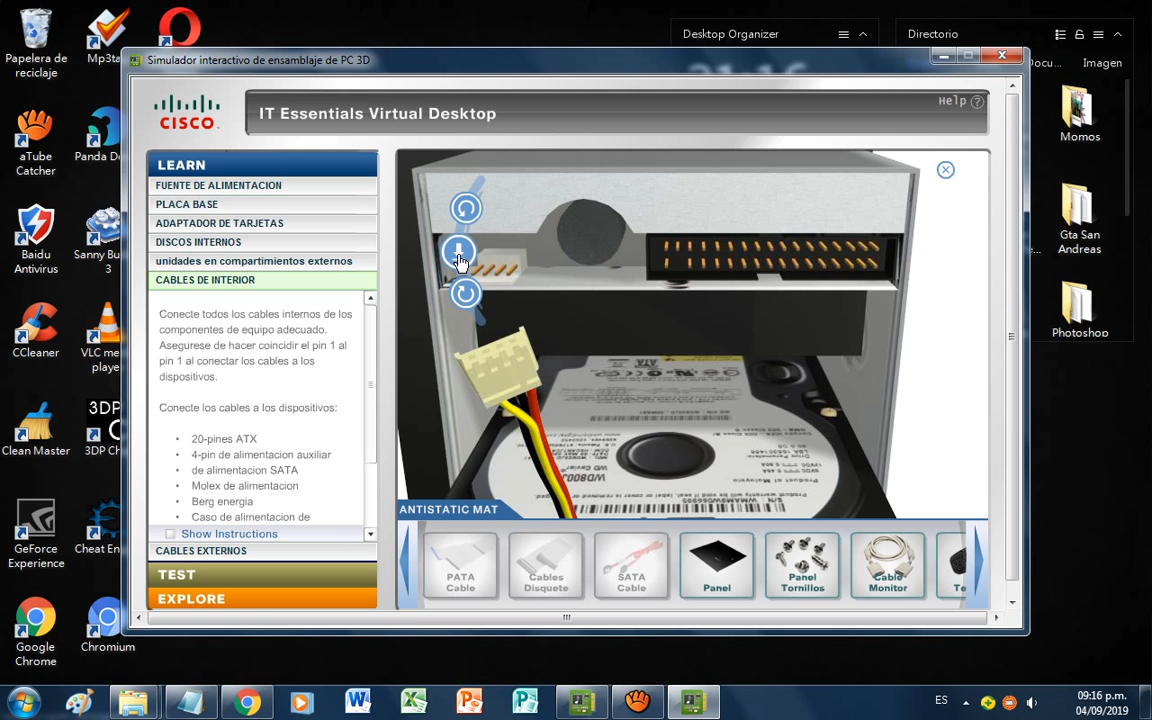 Papelera de
reciclaje
Mp3ta
aTube
Catcher
Panda De
Baidu
Antivirus
Sanny Bu
3
CCleaner
VLC me
playe
Clean Master
3DP Ch
GeForce
Experience
Cheat En
Google
Chrome
Chromium
Desktop Organizer
Directorio
Docu...
Imagen
Momos
Gta San
Andreas
Photoshop
Simulador interactivo de ensamblaje de PC 3D
CISCO
IT Essentials Virtual Desktop
Help ?
LEARN
FUENTE DE ALIMENTACION
PLACA BASE
ADAPTADOR DE TARJETAS
DISCOS INTERNOS
unidades en compartimientos externos
CABLES DE INTERIOR
Conecte todos los cables internos de los
componentes de equipo adecuado.
Asegurese de hacer coincidir el pin 1 al
pin 1 al conectar los cables a los
dispositivos.
Conecte los cables a los dispositivos:
• 20-pines ATX
• 4-pin de alimentacion auxiliar
• de alimentacion SATA
• Molex de alimentacion
• Berg energia
• Caso de alimentacion de
Show Instructions
CABLES EXTERNOS
TEST
EXPLORE
ANTISTATIC MAT
PATA
Cable
Cables
Disquete
SATA
Cable
Panel
Panel
Tornillos
Cable
Monitor
Te
ES
09:16 p.m.
04/09/2019